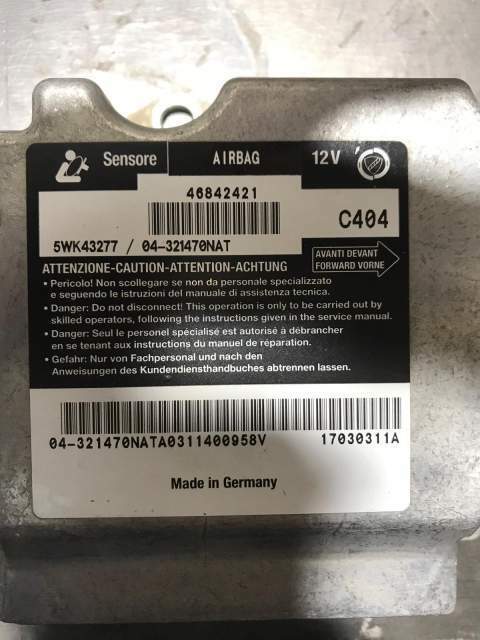 Sensore AIRBAG 12V
46842421
C404
5WK43277 / 04-321470NAT
AVANTI DEVANT
FORWARD VORNE
ATTENZIONE-CAUTION-ATTENTION-ACHTUNG
• Pericolo! Non scollegare se non da personale specializzato
e seguendo le istruzioni del manuale di assistenza tecnica.
• Danger: Do not disconnect! This operation is only to be carried out by
skilled operators, following the instructions given in the service manual.
• Danger: Seul le personel spécialisé est autorisé à débrancher
en se tenant aux instructions du manuel de réparation.
• Gefahr: Nur von Fachpersonal und nach den
Anweisungen des Kundendiensthandbuches abtrennen lassen.
04-321470NATA0311400958V 17030311A
Made in Germany